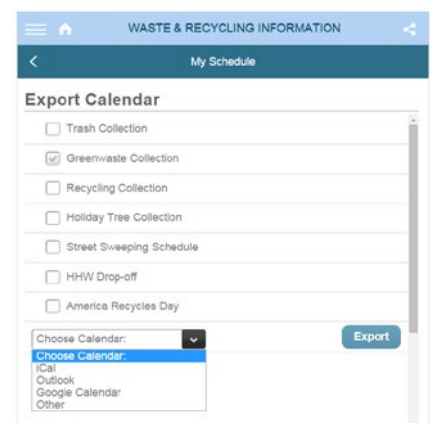 WASTE & RECYCLING INFORMATION
My Schedule
Export Calendar
Trash Collection
Greenwaste Collection
Recycling Collection
Holiday Tree Collection
Street Sweeping Schedule
HHW Drop-off
America Recycles Day
Choose Calendar:
Export
Choose Calendar:
iCal
Outlook
Google Calendar
Other